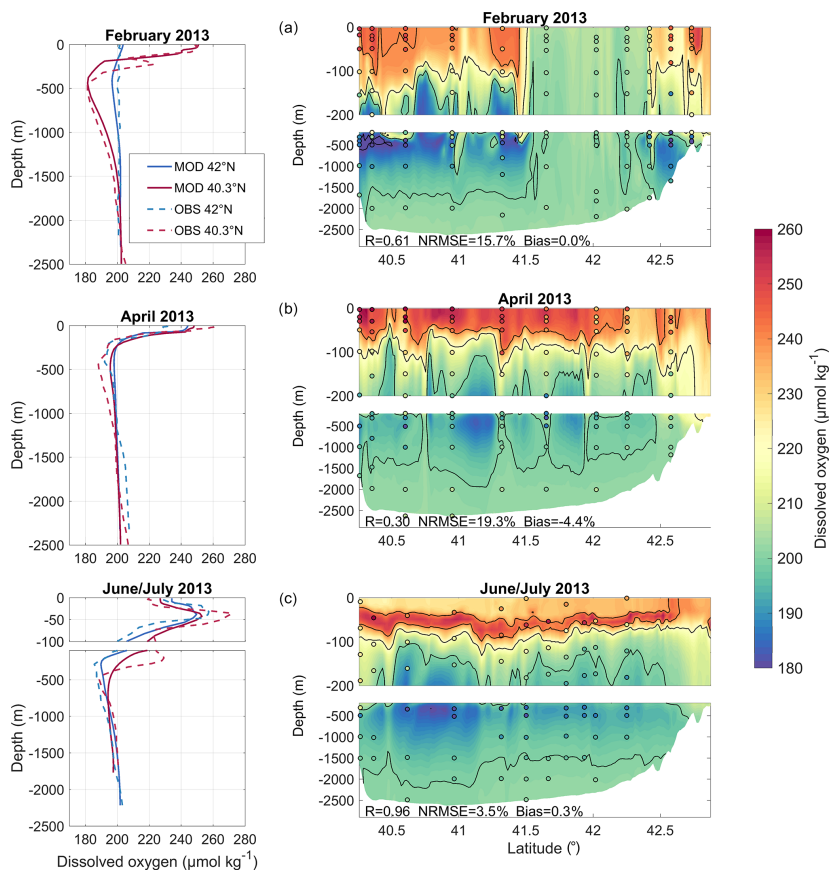 February 2013
0
-500
-1000
-1500
-2000
-2500
180 200 220 240 260
Depth (m)
MOD 42°N
MOD 40.3°N
OBS 42°N
OBS 40.3°N
(a)
February 2013
0
-100
-200
-500
-1000
-1500
-2000
-2500
Depth (m)
Depth (m)
R=0.61 NRMSE=15.7% Bias=0.0%
40.5 41 41.5 42 42.5
April 2013
0
-500
-1000
-1500
-2000
-2500
180 200 220 240 260
Depth (m)
(b)
April 2013
0
-100
-200
-500
-1000
-1500
-2000
-2500
Depth (m)
Depth (m)
R=0.30 NRMSE=19.3% Bias=-4.4%
40.5 41 41.5 42 42.5
June/July 2013
0
-50
-100
-500
-1000
-1500
-2000
-2500
180 200 220 240 260
Depth (m)
Dissolved oxygen (μmol kg-1)
(c)
June/July 2013
0
-100
-200
-500
-1000
-1500
-2000
-2500
Depth (m)
Depth (m)
R=0.96 NRMSE=3.5% Bias=0.3%
40.5 41 41.5 42 42.5
Latitude (°)
260
250
240
230
220
210
200
190
180
Dissolved oxygen (μmol kg-1)